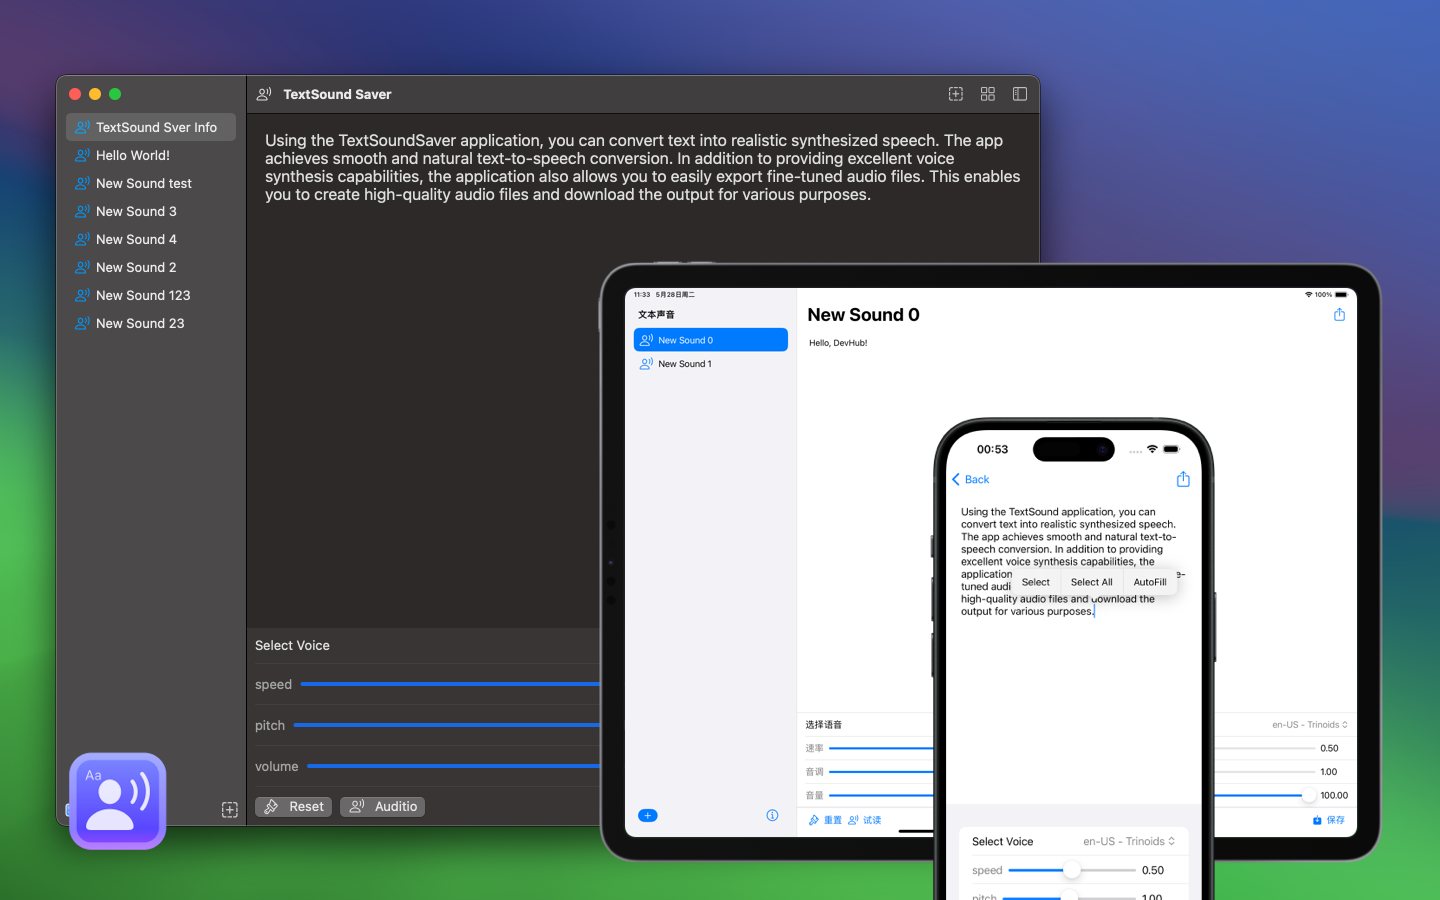 TextSound Saver
TextSound Sver Info
Hello World!
New Sound test
New Sound 3
New Sound 4
New Sound 2
New Sound 123
New Sound 23
Using the TextSoundSaver application, you can convert text into realistic synthesized speech. The app
achieves smooth and natural text-to-speech conversion. In addition to providing excellent voice
synthesis capabilities, the application also allows you to easily export fine-tuned audio files. This enables
you to create high-quality audio files and download the output for various purposes.
Select Voice
speed
pitch
volume
Reset
Auditio
Aa
11:33 5月28日周二
100%
文本声音
New Sound 0
New Sound 1
New Sound 0
Hello, DevHub!
选择语音
en-US - Trinoids
速率
0.50
音调
1.00
音量
100.00
重置
试读
保存
00:53
Back
Using the TextSound application, you can
convert text into realistic synthesized speech.
The app achieves smooth and natural text-to-
speech conversion. In addition to providing
excellent voice synthesis capabilities, the
application
e-
Select
Select All
AutoFill
tuned audi
high-quality audio files and download the
output for various purposes.
Select Voice
en-US - Trinoids
speed
0.50
pitch
1.00